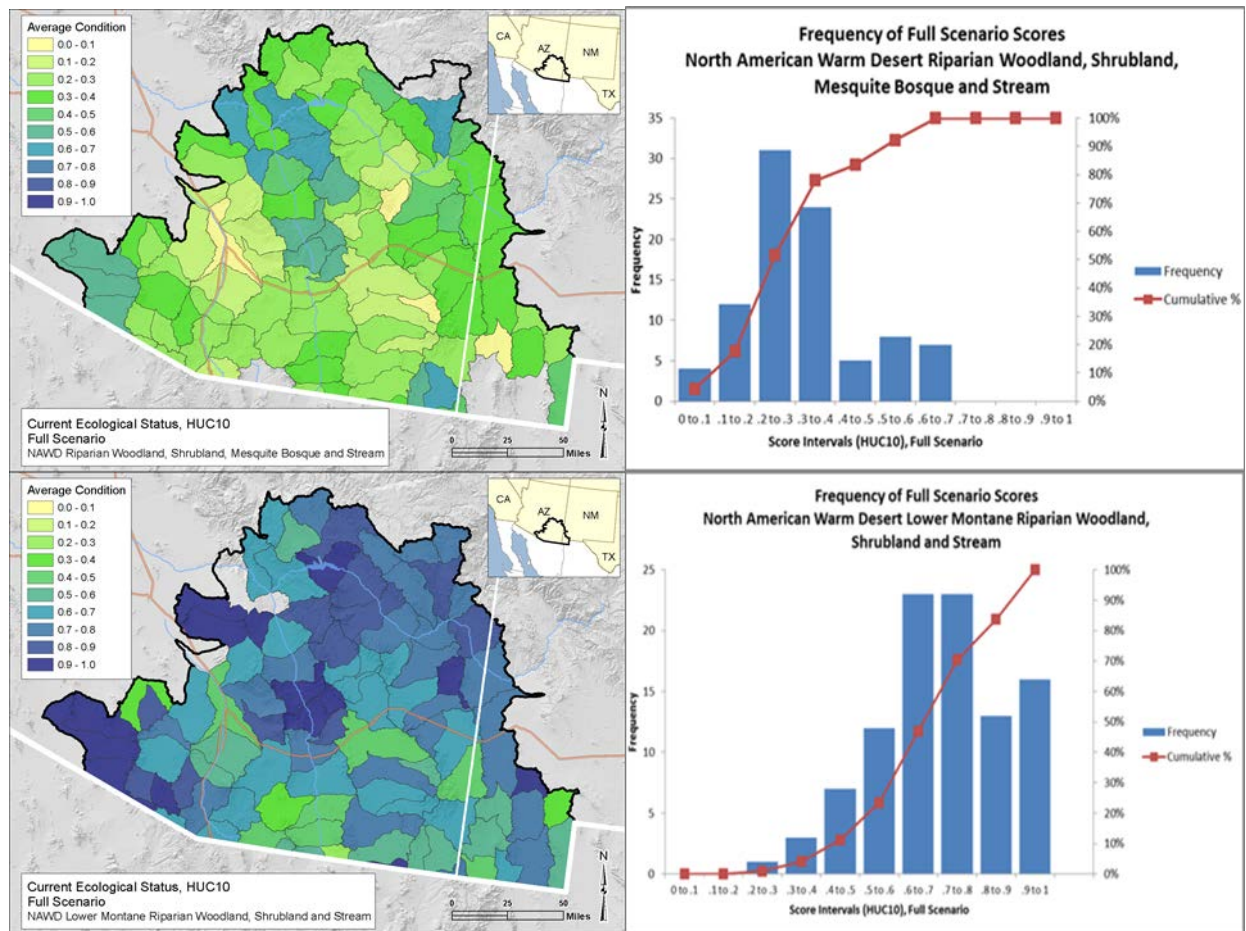 Average Condition
0.0 - 0.1
0.1 - 0.2
0.2 - 0.3
0.3 - 0.4
0.4 - 0.5
0.5 - 0.6
0.6 - 0.7
0.7 - 0.8
0.8 - 0.9
0.9 - 1.0
CA
AZ
NM
TX
N
Current Ecological Status, HUC10
Full Scenario
NAWD Riparian Woodland, Shrubland, Mesquite Bosque and Stream
0 25 50
Miles
Frequency of Full Scenario Scores
North American Warm Desert Riparian Woodland, Shrubland,
Mesquite Bosque and Stream
35
30
25
20
15
10
5
0
Frequency
100%
90%
80%
70%
60%
50%
40%
30%
20%
10%
0%
0 to .1 .1 to .2 .2 to .3 .3 to .4 .4 to .5 .5 to .6 .6 to .7 .7 to .8 .8 to .9 .9 to 1
Score Intervals (HUC10), Full Scenario
Frequency
Cumulative %
Average Condition
0.0 - 0.1
0.1 - 0.2
0.2 - 0.3
0.3 - 0.4
0.4 - 0.5
0.5 - 0.6
0.6 - 0.7
0.7 - 0.8
0.8 - 0.9
0.9 - 1.0
CA
AZ
NM
TX
N
Current Ecological Status, HUC10
Full Scenario
NAWD Lower Montane Riparian Woodland, Shrubland and Stream
0 25 50
Miles
Frequency of Full Scenario Scores
North American Warm Desert Lower Montane Riparian Woodland,
Shrubland and Stream
25
20
15
10
5
0
Frequency
100%
90%
80%
70%
60%
50%
40%
30%
20%
10%
0%
0 to .1 .1 to .2 .2 to .3 .3 to .4 .4 to .5 .5 to .6 .6 to .7 .7 to .8 .8 to .9 .9 to 1
Score Intervals (HUC10), Full Scenario
Frequency
Cumulative %